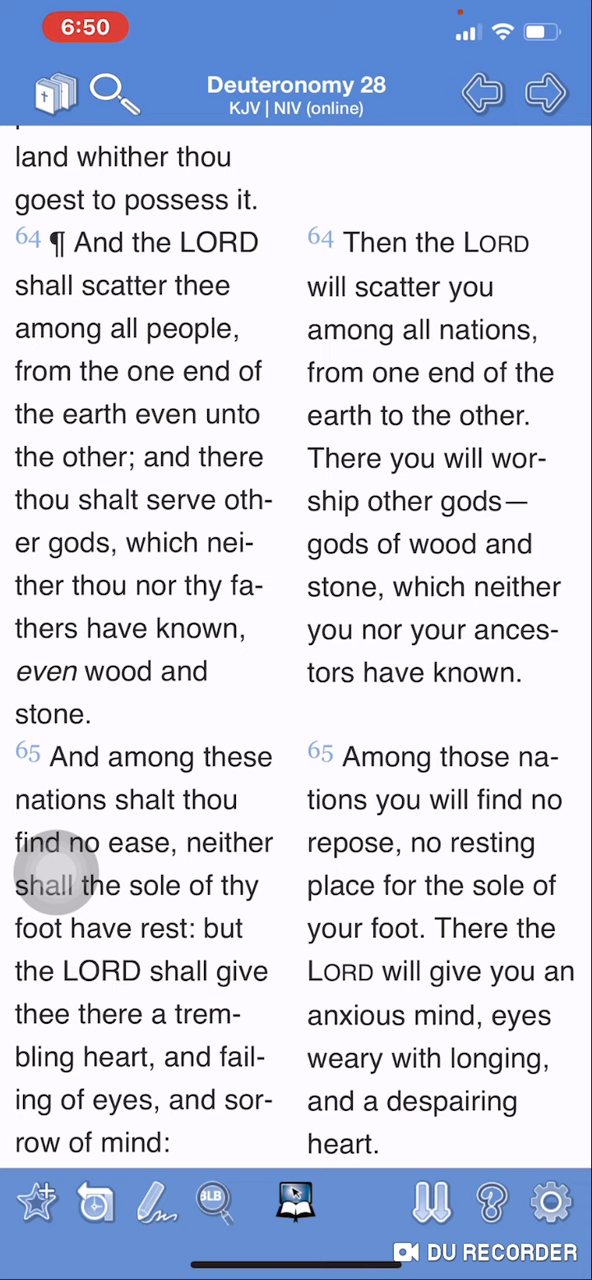 6:50
Deuteronomy 28
KJV | NIV (online)
land whither thou
goest to possess it.
64 ¶ And the LORD
shall scatter thee
among all people,
from the one end of
the earth even unto
the other; and there
thou shalt serve oth-
er gods, which nei-
ther thou nor thy fa-
thers have known,
even wood and
stone.
65 And among these
nations shalt thou
find no ease, neither
shall the sole of thy
foot have rest: but
the LORD shall give
thee there a trem-
bling heart, and fail-
ing of eyes, and sor-
row of mind:
64 Then the LORD
will scatter you
among all nations,
from one end of the
earth to the other.
There you will wor-
ship other gods—
gods of wood and
stone, which neither
you nor your ances-
tors have known.
65 Among those na-
tions you will find no
repose, no resting
place for the sole of
your foot. There the
LORD will give you an
anxious mind, eyes
weary with longing,
and a despairing
heart.
BLB
DU RECORDER